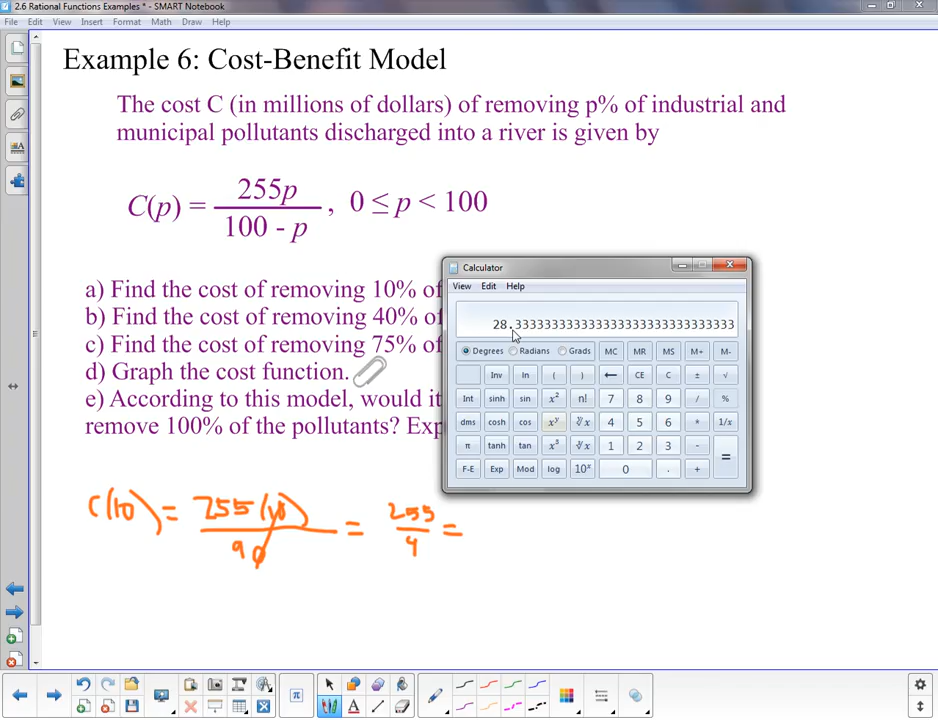 2.6 Rational Functions Examples * - SMART Notebook
File Edit View Insert Format Math Draw Help
Example 6: Cost-Benefit Model
The cost C (in millions of dollars) of removing p% of industrial and
municipal pollutants discharged into a river is given by
C(p) = 255p / 100 - p , 0 ≤ p < 100
a) Find the cost of removing 10% of
b) Find the cost of removing 40% of
c) Find the cost of removing 75% of
d) Graph the cost function.
e) According to this model, would it
remove 100% of the pollutants? Exp
Calculator
View Edit Help
28.333333333333333333333333333333
Degrees Radians Grads MC MR MS M+ M-
Inv ln ( ) ← CE C ± √
Int sinh sin x² n! 7 8 9 / %
dms cosh cos xʸ ʸ√x 4 5 6 * 1/x
π tanh tan x³ ³√x 1 2 3 - =
F-E Exp Mod log 10ˣ 0 . +
C(10) = 255(10) / 90 = 255 / 9 =
π
A